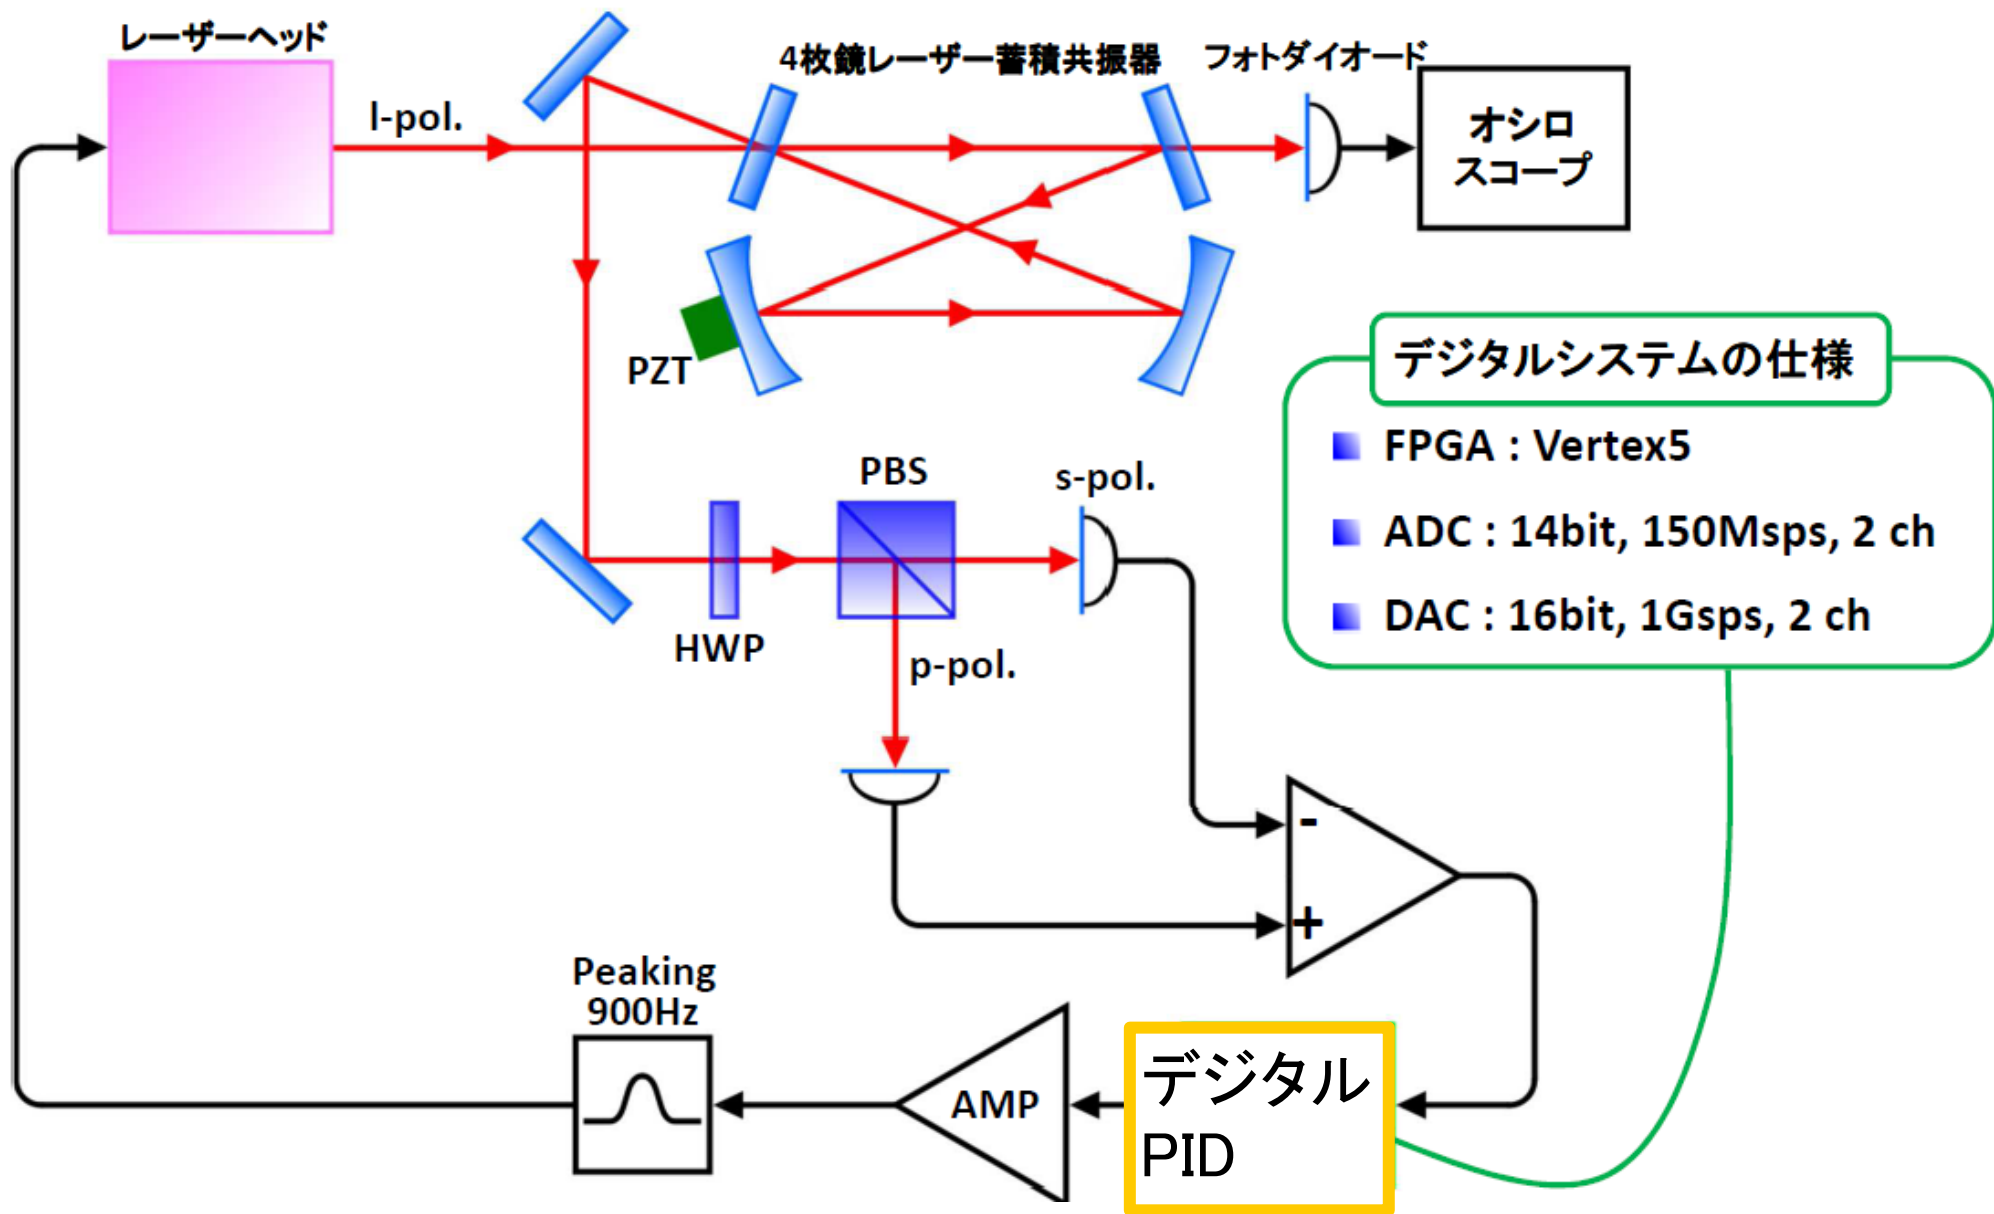 レーザーヘッド
4枚鏡レーザー蓄積共振器
フォトダイオード
l-pol.
オシロ
スコープ
PZT
デジタルシステムの仕様
FPGA : Vertex5
ADC : 14bit, 150Msps, 2 ch
DAC : 16bit, 1Gsps, 2 ch
PBS
s-pol.
HWP
p-pol.
-
+
Peaking
900Hz
AMP
デジタル
PID